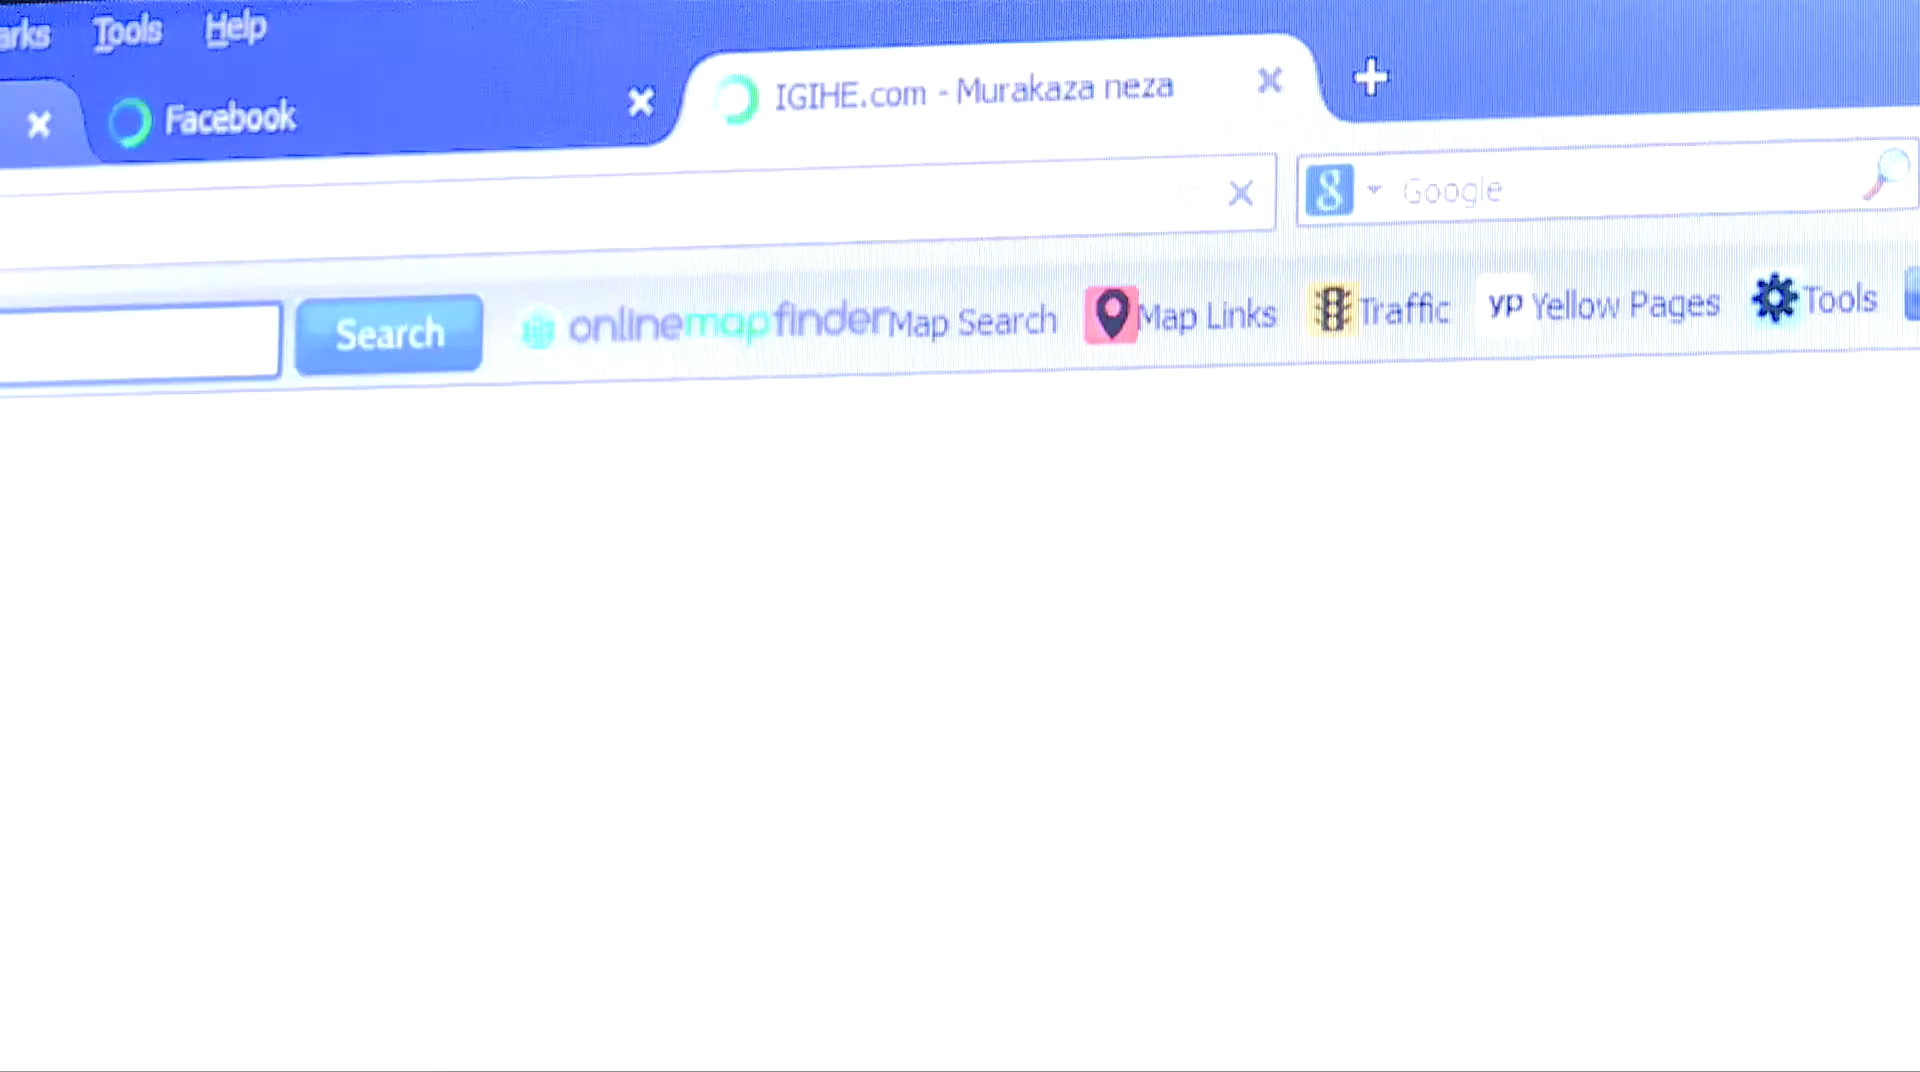 Tools Help
Facebook
IGIHE.com - Murakaza neza
Google
Search onlinemapfinder Map Search Map Links Traffic yp Yellow Pages Tools